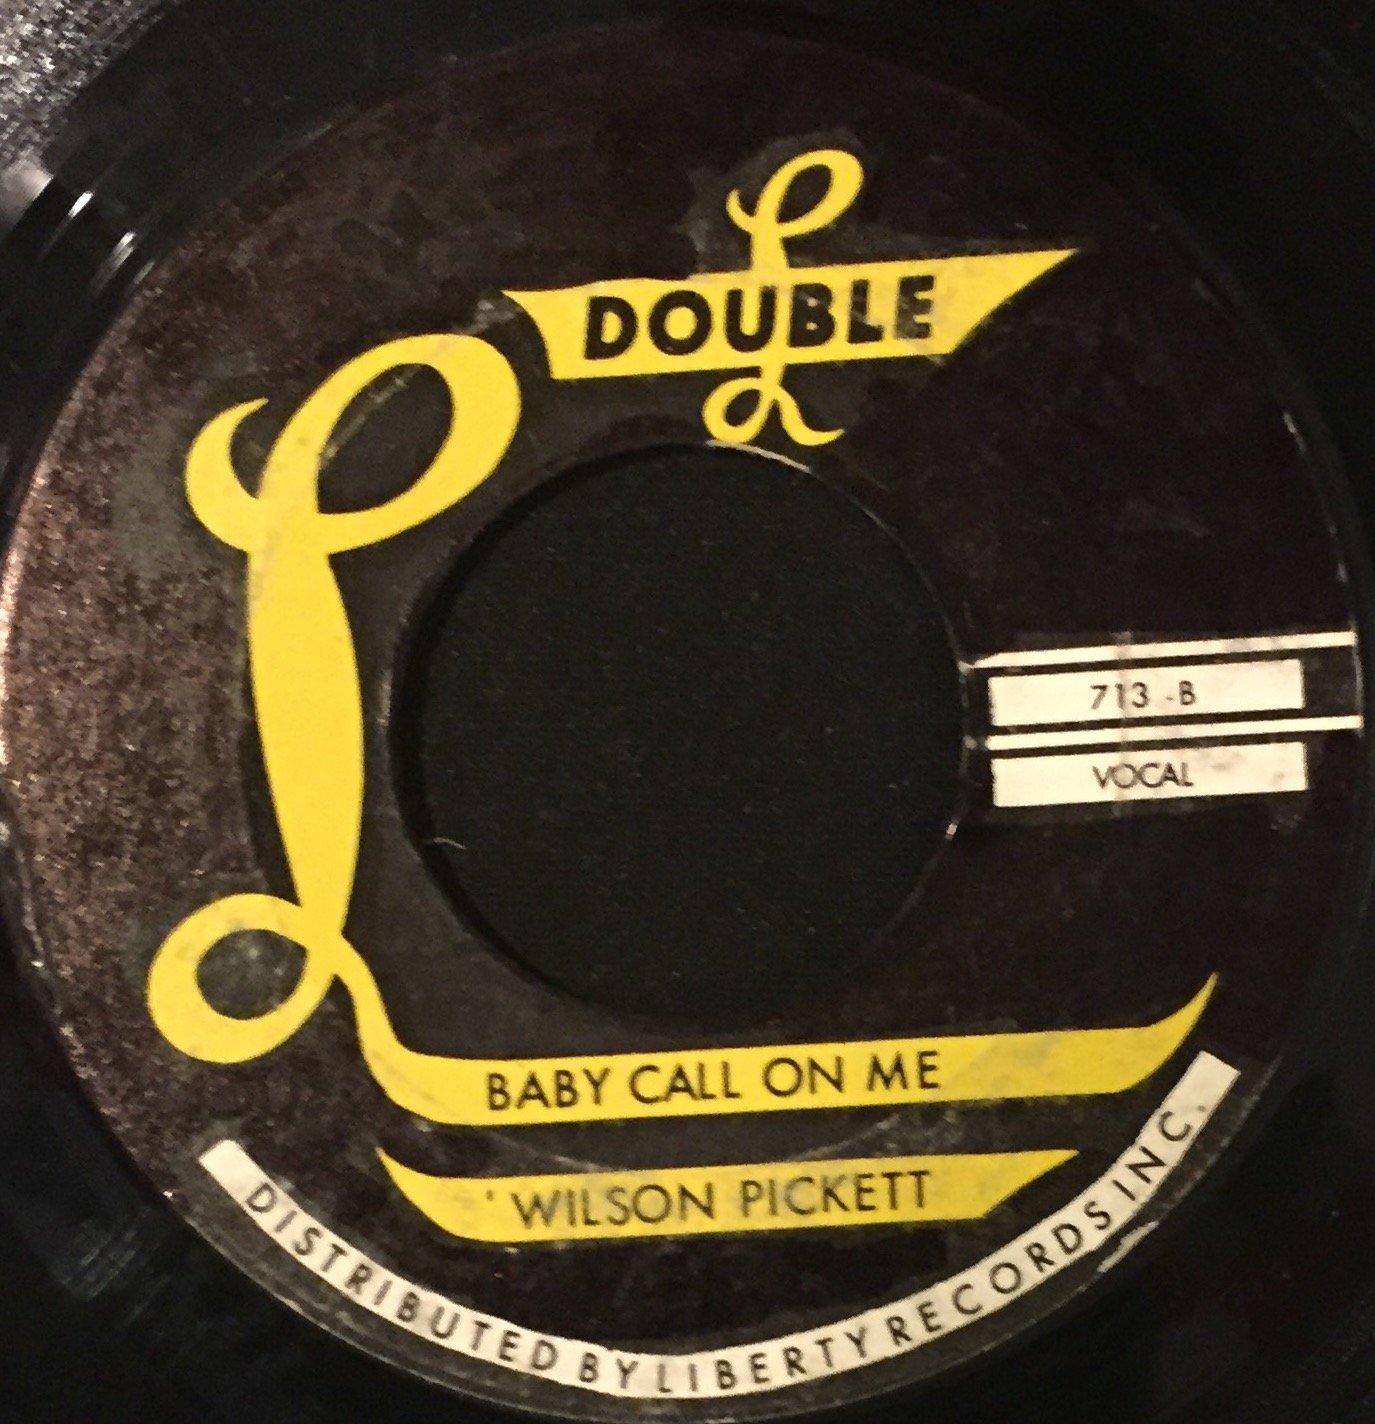 DOUBLE L
L
713-B
VOCAL
BABY CALL ON ME
WILSON PICKETT
DISTRIBUTED BY LIBERTY RECORDS INC.